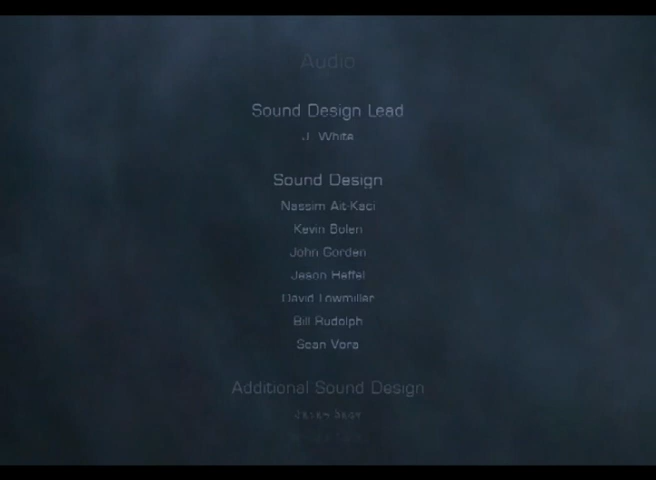 Audio
Sound Design Lead
J. White
Sound Design
Nassim Ait-Kaci
Kevin Bolen
John Gorden
Jason Heffel
David Lowmiller
Bill Rudolph
Sean Vora
Additional Sound Design